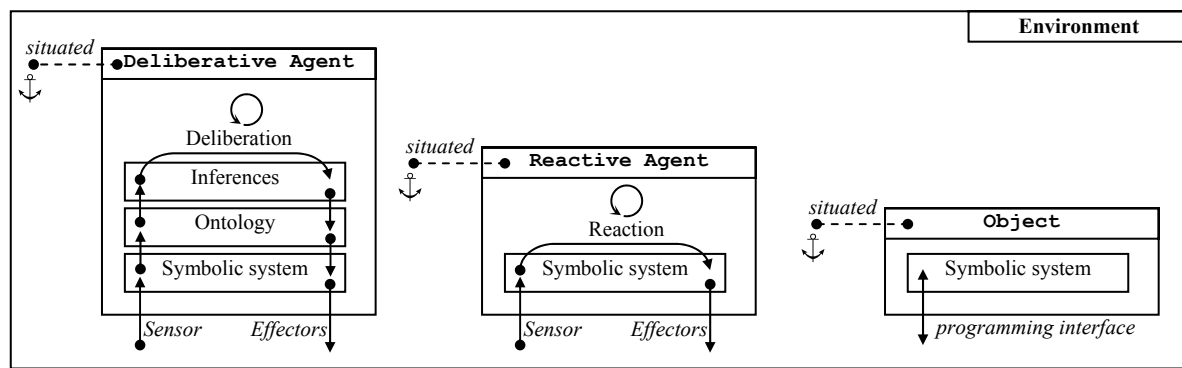 Environment
situated
Deliberative Agent
Deliberation
Inferences
Ontology
Symbolic system
Sensor
Effectors
situated
Reactive Agent
Reaction
Symbolic system
Sensor
Effectors
situated
Object
Symbolic system
programming interface